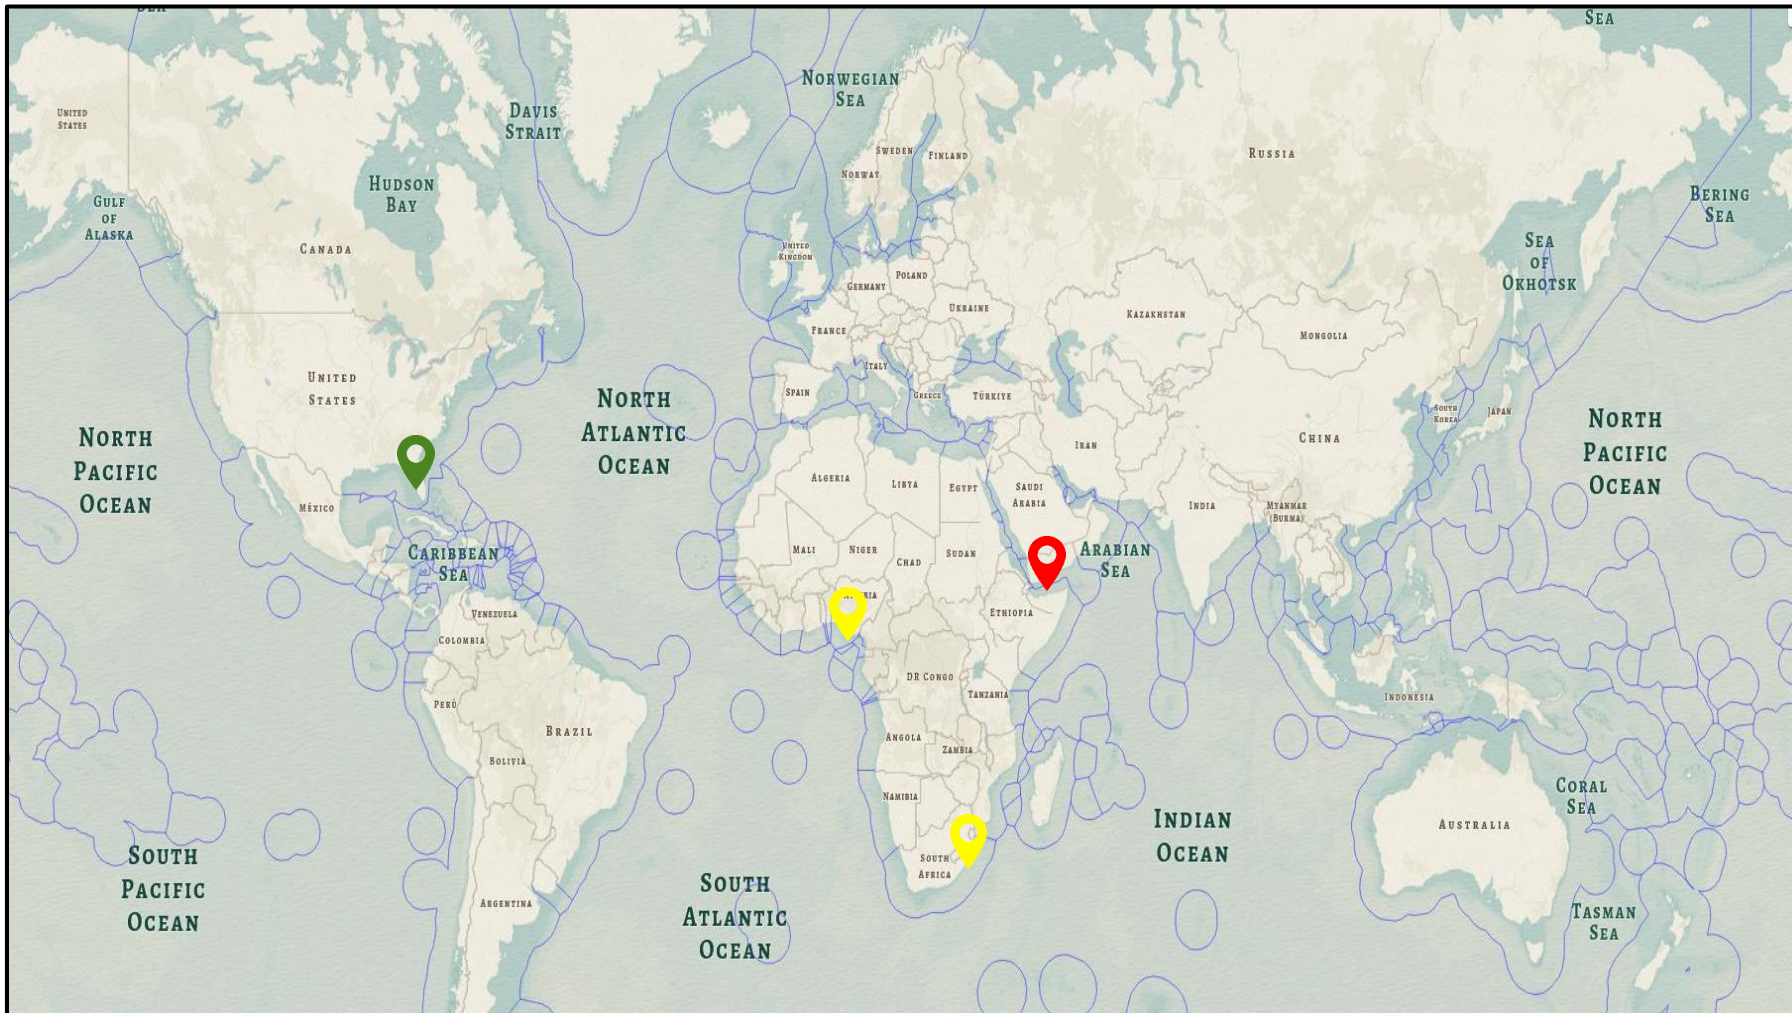 SEA
SEA
NORWEGIAN
SEA
DAVIS
STRAIT
UNITED
STATES
GULF
OF
ALASKA
HUDSON
BAY
CANADA
UNITED
STATES
SWEDEN
FINLAND
NORWAY
RUSSIA
BERING
SEA
SEA
OF
OKHOTSK
UNITED
KINGDOM
POLAND
GERMANY
UKRAINE
FRANCE
KAZAKHSTAN
MONGOLIA
ITALY
SPAIN
GREECE
TÜRKIYE
SOUTH
KOREA
JAPAN
NORTH
PACIFIC
OCEAN
NORTH
ATLANTIC
OCEAN
IRAN
CHINA
NORTH
PACIFIC
OCEAN
ALGERIA
LIBYA
EGYPT
SAUDI
ARABIA
INDIA
MYANMAR
(BURMA)
MÉXICO
CARIBBEAN
SEA
MALI
NIGER
CHAD
SUDAN
ARABIAN
SEA
ETHIOPIA
VENEZUELA
COLOMBIA
DR CONGO
TANZANIA
INDONESIA
PERÚ
BRAZIL
BOLIVIA
ANGOLA
ZAMBIA
NAMIBIA
CORAL
SEA
INDIAN
OCEAN
AUSTRALIA
SOUTH
PACIFIC
OCEAN
SOUTH
AFRICA
ARGENTINA
SOUTH
ATLANTIC
OCEAN
TASMAN
SEA